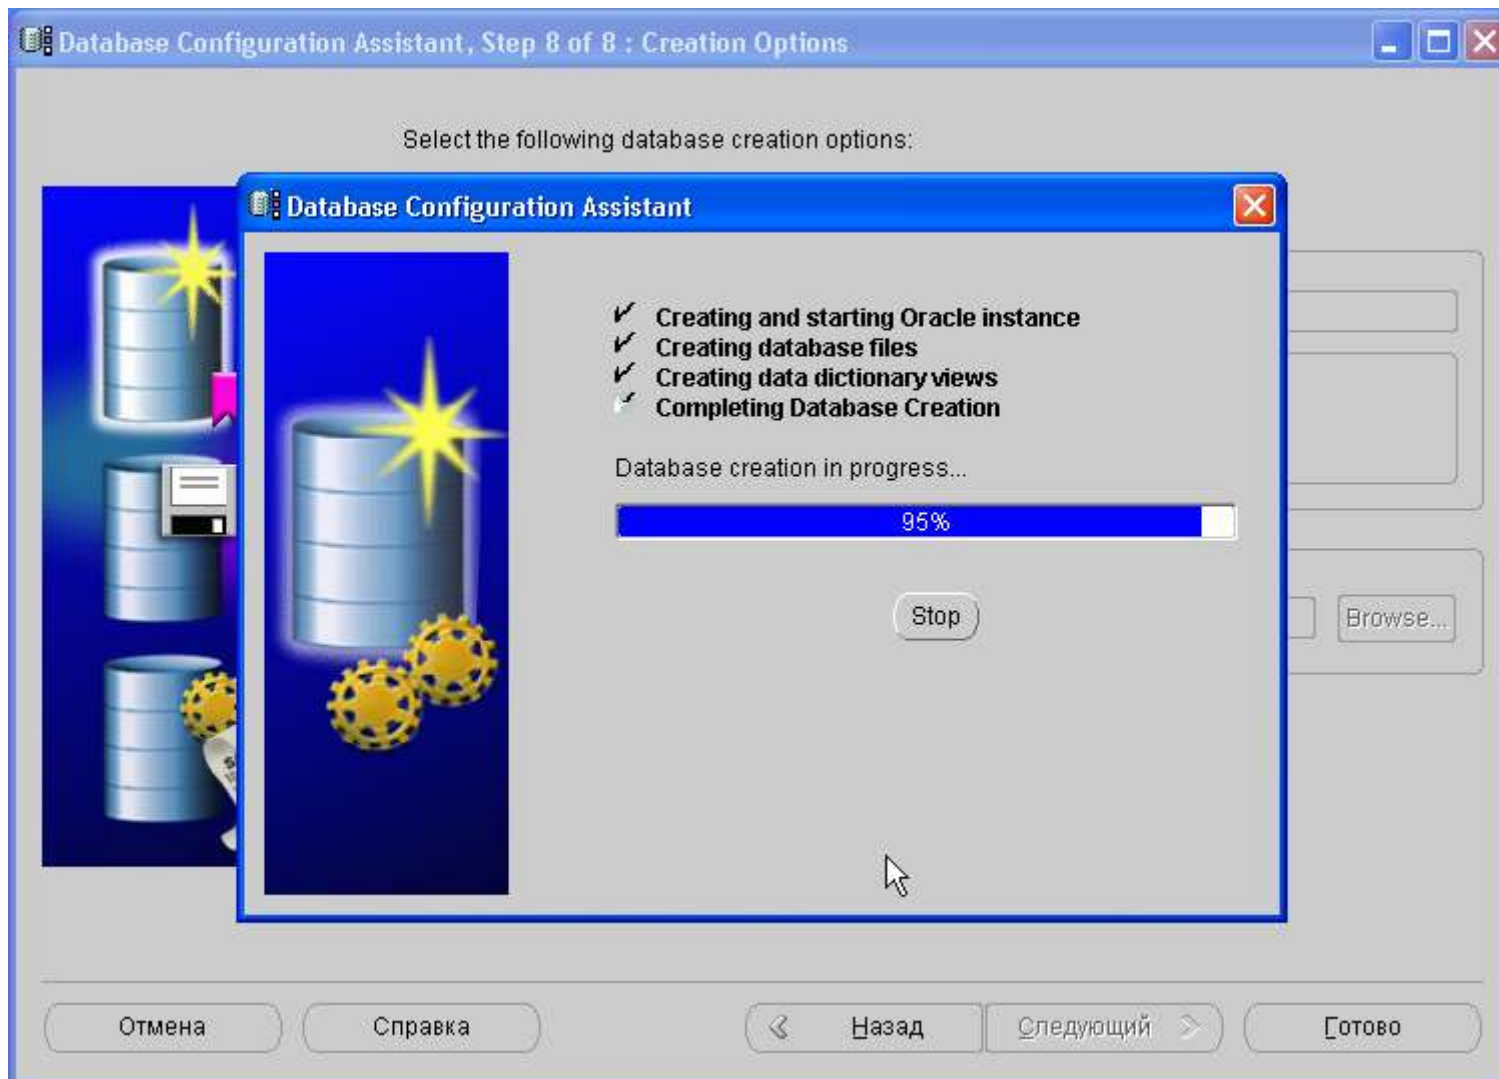 Database Configuration Assistant, Step 8 of 8 : Creation Options
Select the following database creation options:
Database Configuration Assistant
Creating and starting Oracle instance
Creating database files
Creating data dictionary views
Completing Database Creation
Database creation in progress...
95%
Stop
Browse...
Отмена
Справка
Назад
Следующий
Готово